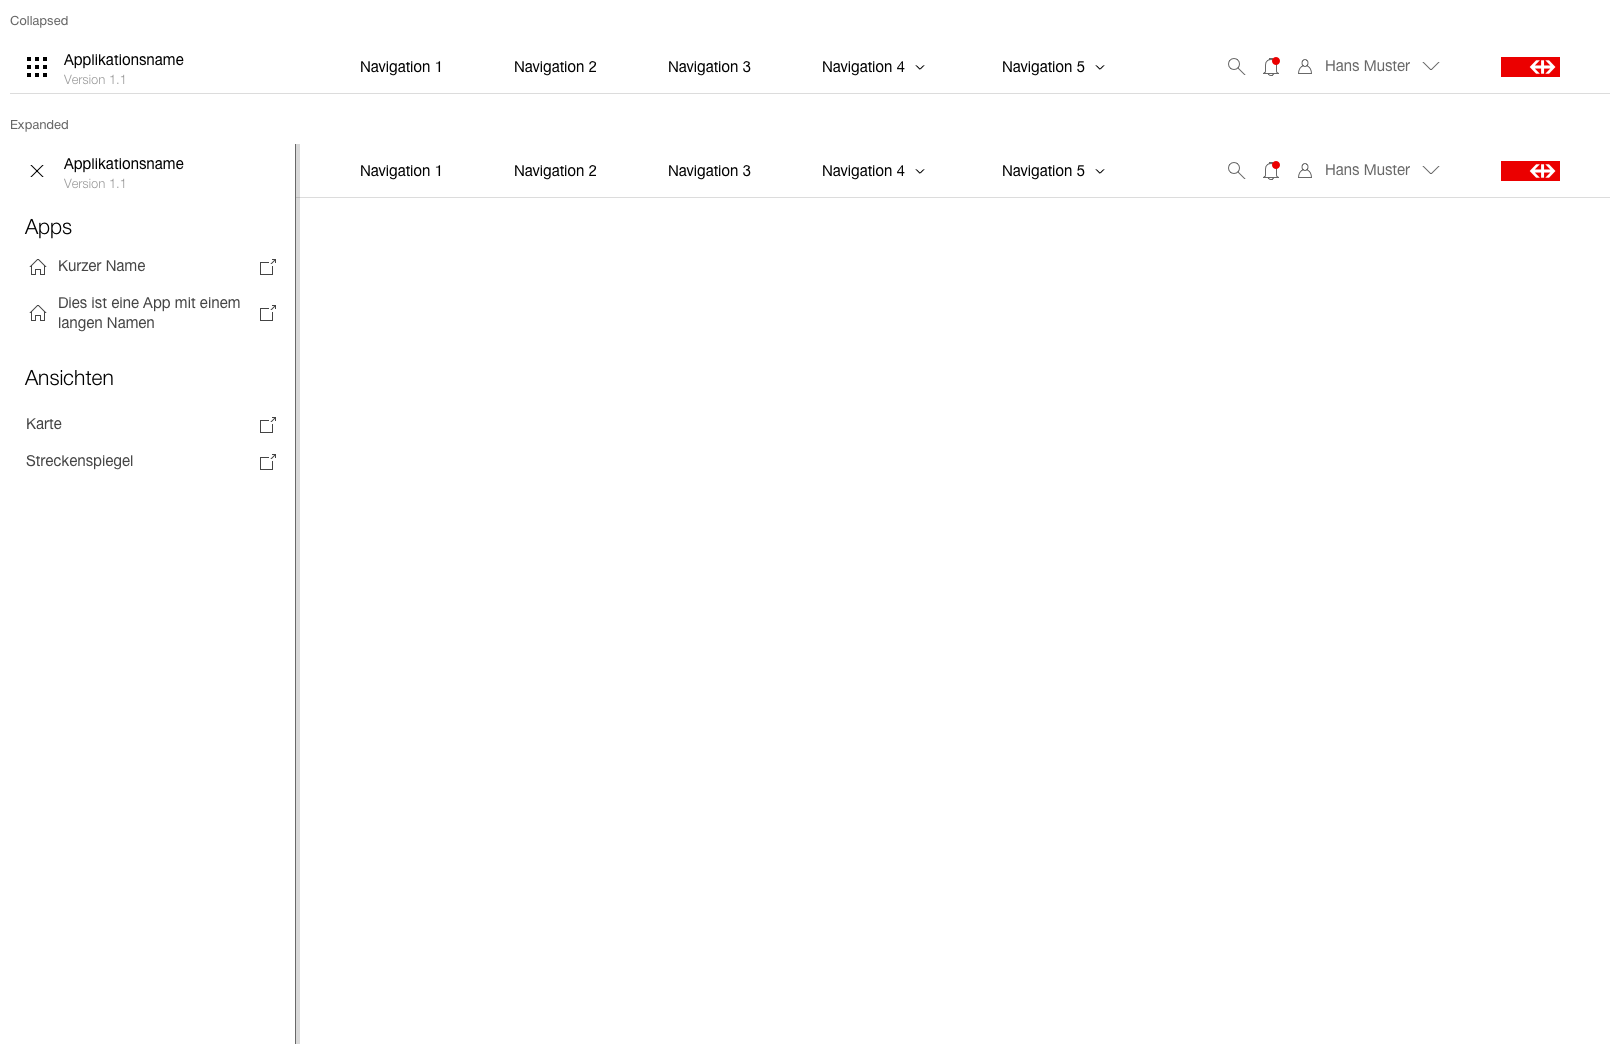 Collapsed
Applikationsname
Version 1.1
Navigation 1
Navigation 2
Navigation 3
Navigation 4
Navigation 5
Hans Muster
Expanded
Applikationsname
Version 1.1
Navigation 1
Navigation 2
Navigation 3
Navigation 4
Navigation 5
Hans Muster
Apps
Kurzer Name
Dies ist eine App mit einem
langen Namen
Ansichten
Karte
Streckenspiegel